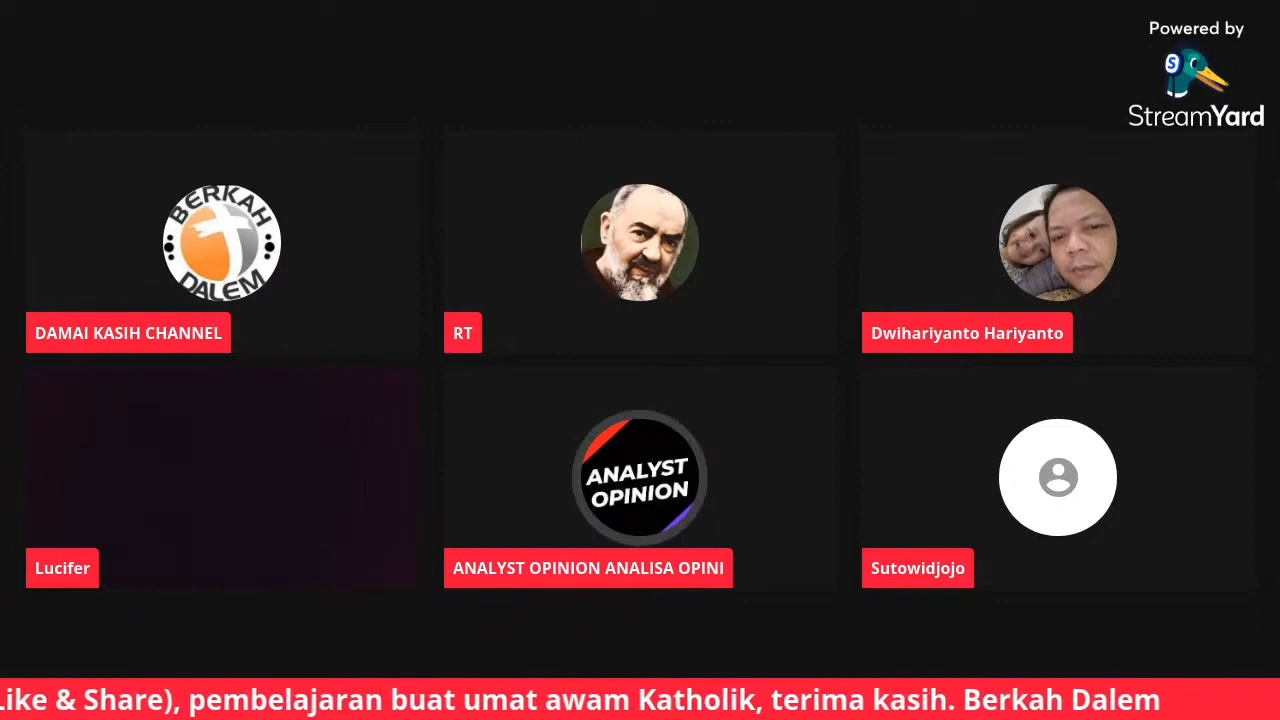 Powered by
S
StreamYard
BERKAH
DALEM
DAMAI KASIH CHANNEL
RT
Dwihariyanto Hariyanto
Lucifer
ANALYST
OPINION
ANALYST OPINION ANALISA OPINI
Sutowidjojo
Like & Share), pembelajaran buat umat awam Katholik, terima kasih. Berkah Dalem